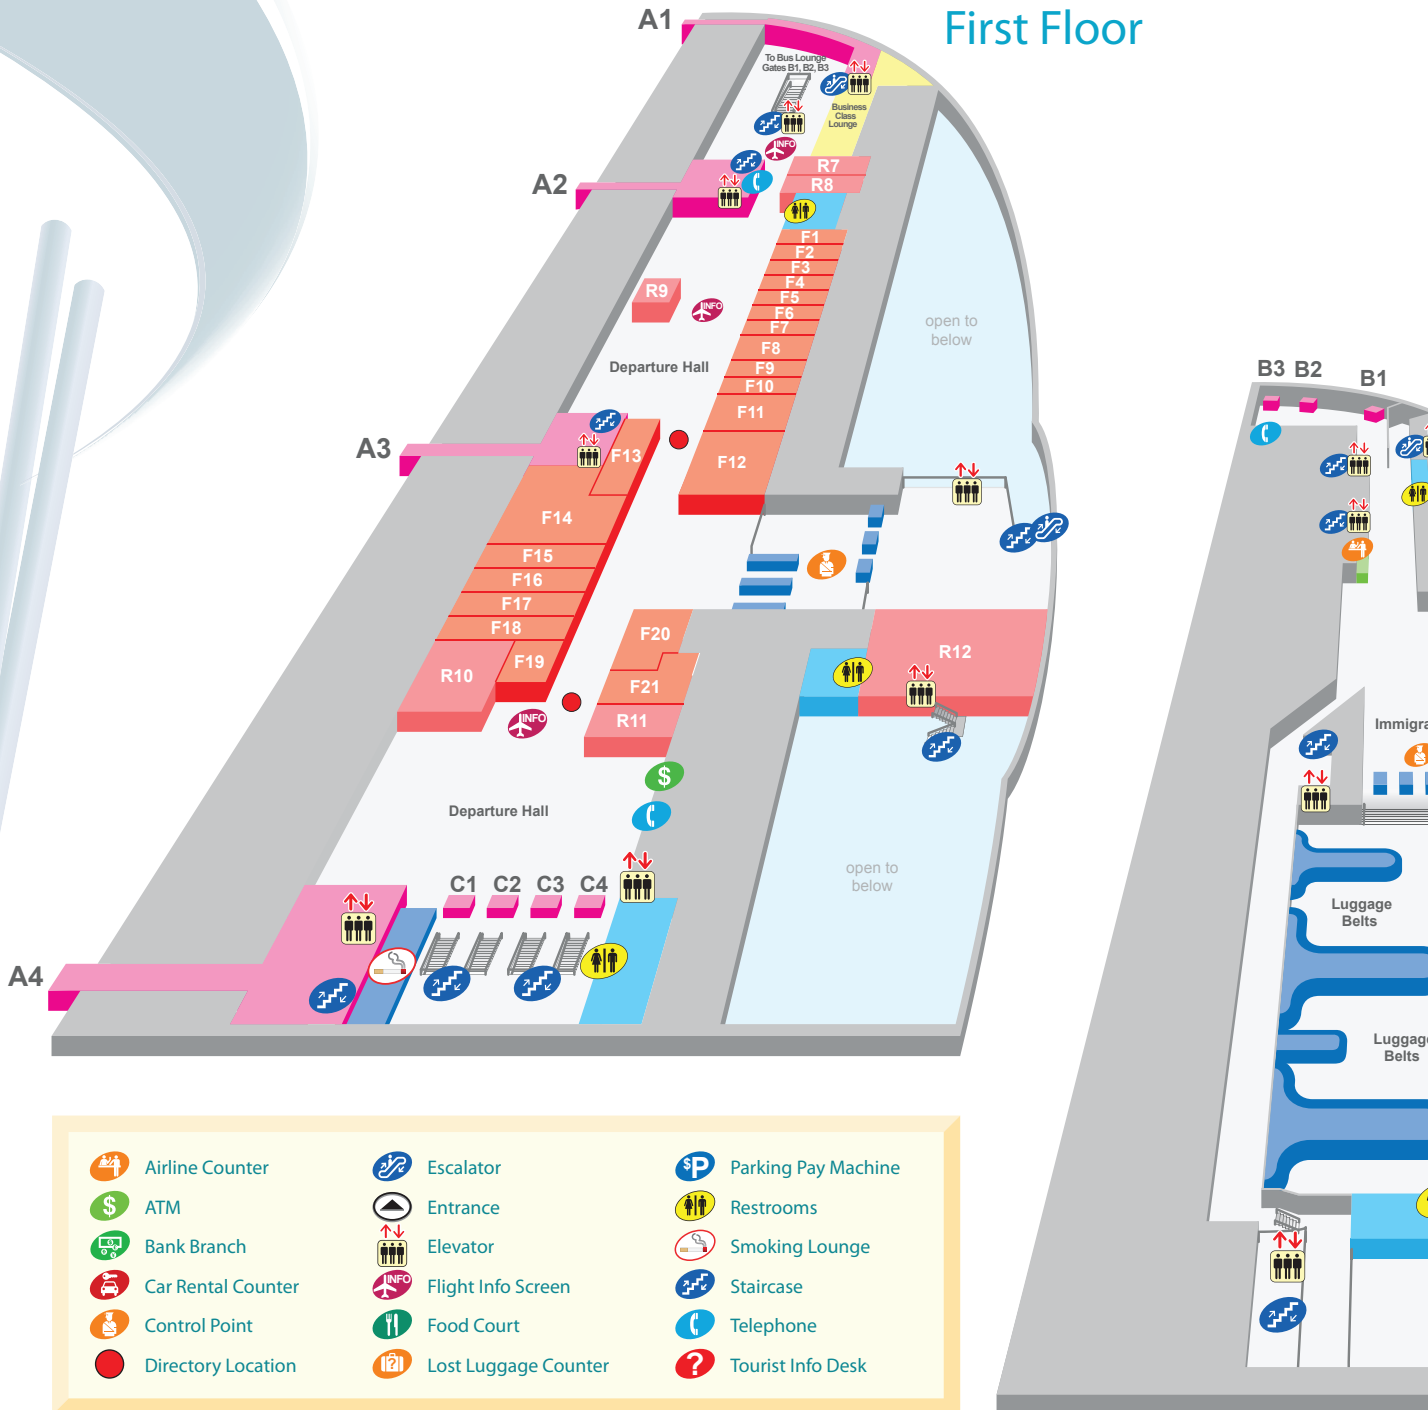 First Floor
A1
To Bus Lounge
Gates B1, B2, B3
Business
Class
Lounge
INFO
A2
R7
R8
F1
F2
F3
F4
F5
F6
F7
F8
F9
F10
F11
F12
R9
INFO
Departure Hall
open to
below
A3
F13
F14
F15
F16
F17
F18
F19
R10
F20
F21
R11
R12
INFO
$
Departure Hall
open to
below
C1 C2 C3 C4
A4
B3 B2 B1
Immigra
Luggage
Belts
Luggage
Belts
Airline Counter
$ ATM
Bank Branch
Car Rental Counter
Control Point
Directory Location
Escalator
Entrance
Elevator
INFO Flight Info Screen
Food Court
? Lost Luggage Counter
$P Parking Pay Machine
Restrooms
Smoking Lounge
Staircase
Telephone
? Tourist Info Desk